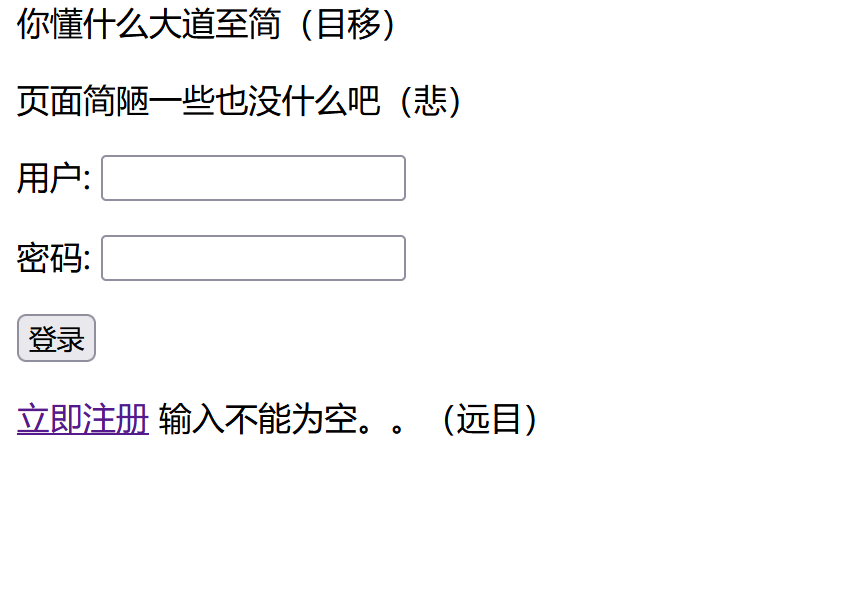 你懂什么大道至简（目移）
页面简陋一些也没什么吧（悲）
用户:
密码:
登录
立即注册 输入不能为空。。（远目）